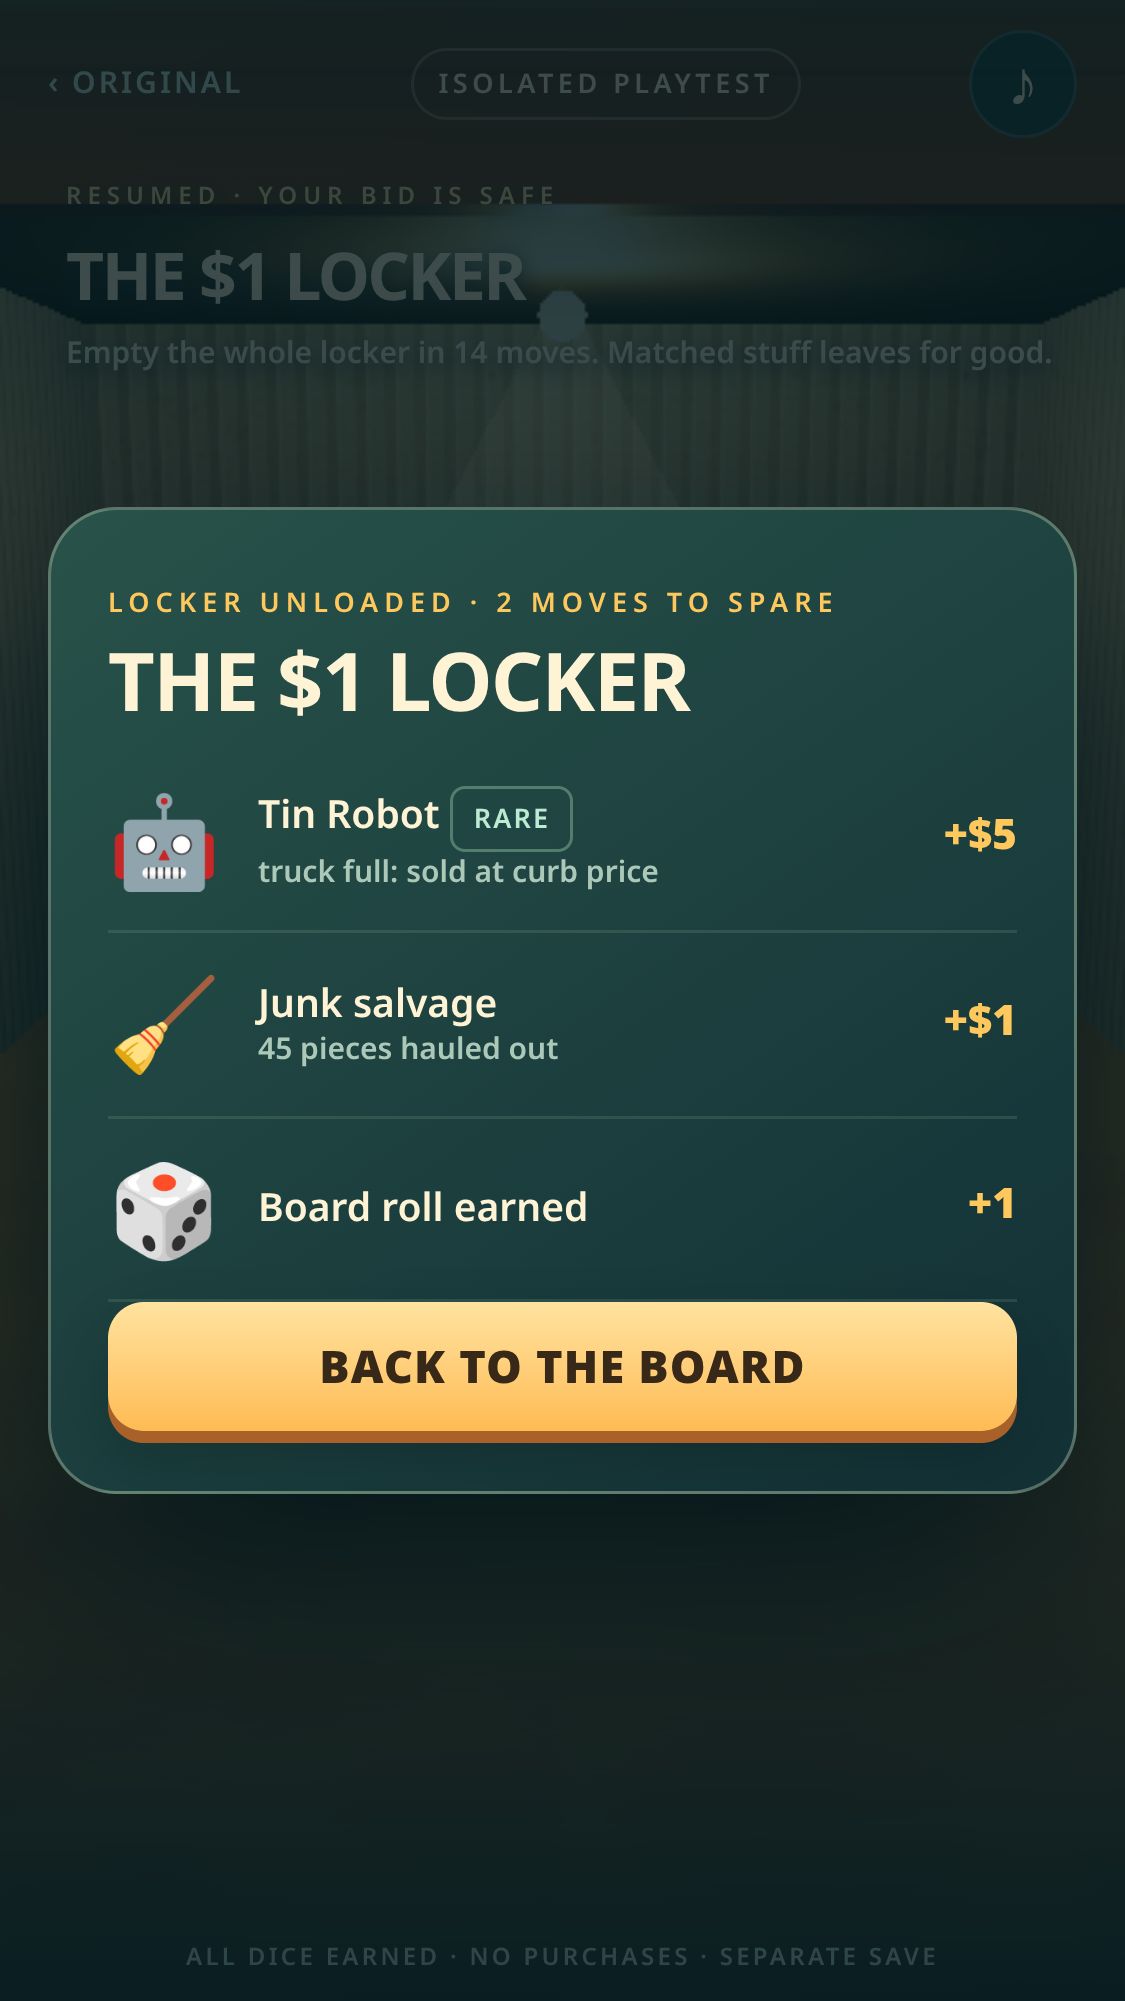 ‹ ORIGINAL
ISOLATED PLAYTEST
RESUMED · YOUR BID IS SAFE
THE $1 LOCKER
Empty the whole locker in 14 moves. Matched stuff leaves for good.
LOCKER UNLOADED · 2 MOVES TO SPARE
THE $1 LOCKER
Tin Robot RARE
truck full: sold at curb price
+$5
Junk salvage
45 pieces hauled out
+$1
Board roll earned
+1
BACK TO THE BOARD
ALL DICE EARNED · NO PURCHASES · SEPARATE SAVE